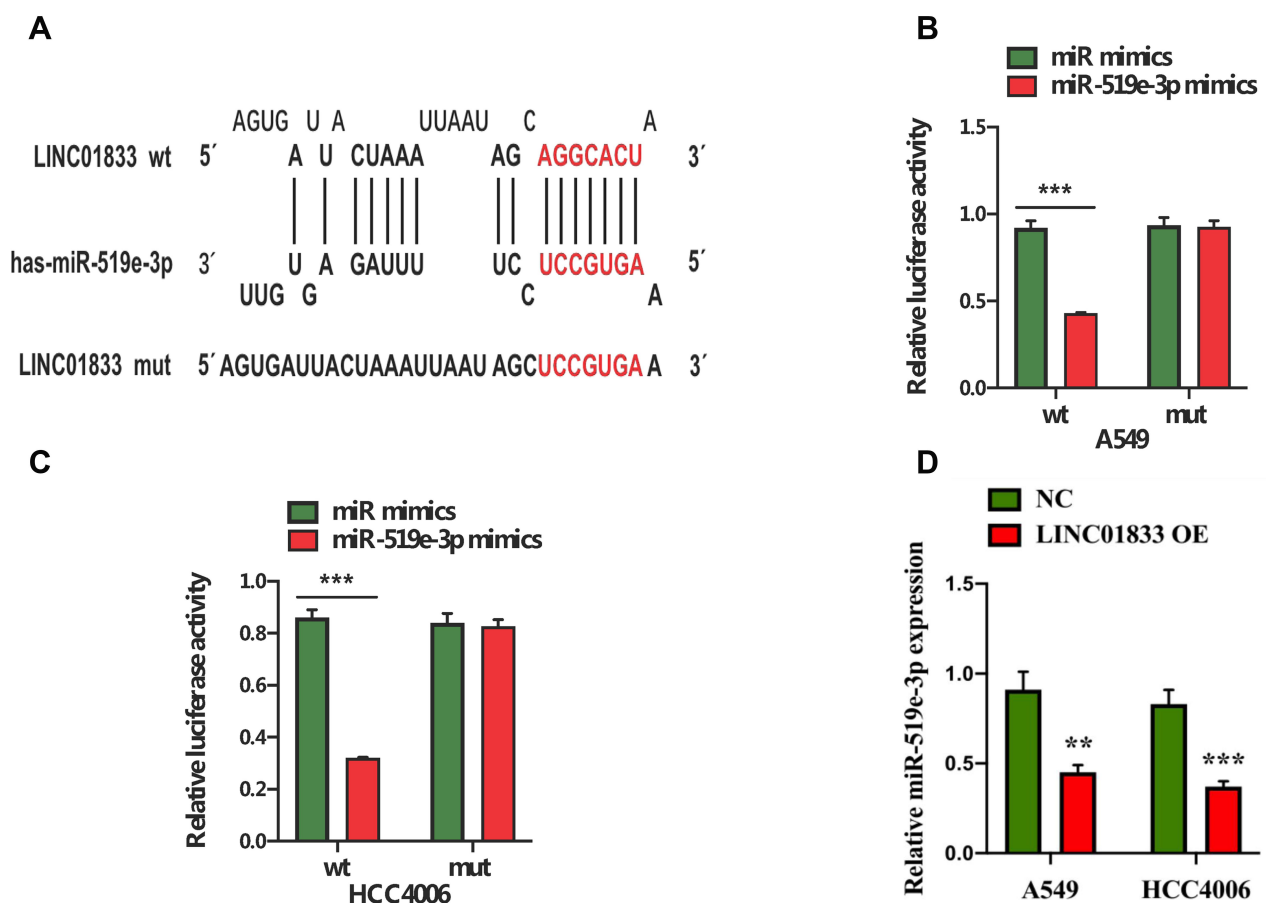 A
AGUG U A UUAAU C A
LINC01833 wt 5´ A U CUAAA AG AGGCACU 3´
has-miR-519e-3p 3´ U A GAUUU UC UCCGUGA 5´
UUG G C A
LINC01833 mut 5´ AGUGAUUACUAAAUUAAU AGCUCCGUGA A 3´
B
miR mimics
miR-519e-3p mimics
Relative luciferase activity
1.5
1.0
0.5
0.0
***
wt mut
A549
C
miR mimics
miR-519e-3p mimics
Relative luciferase activity
1.0
0.8
0.6
0.4
0.2
0.0
***
wt mut
HCC4006
D
NC
LINC01833 OE
Relative miR-519e-3p expression
1.5
1.0
0.5
0.0
**
***
A549 HCC4006